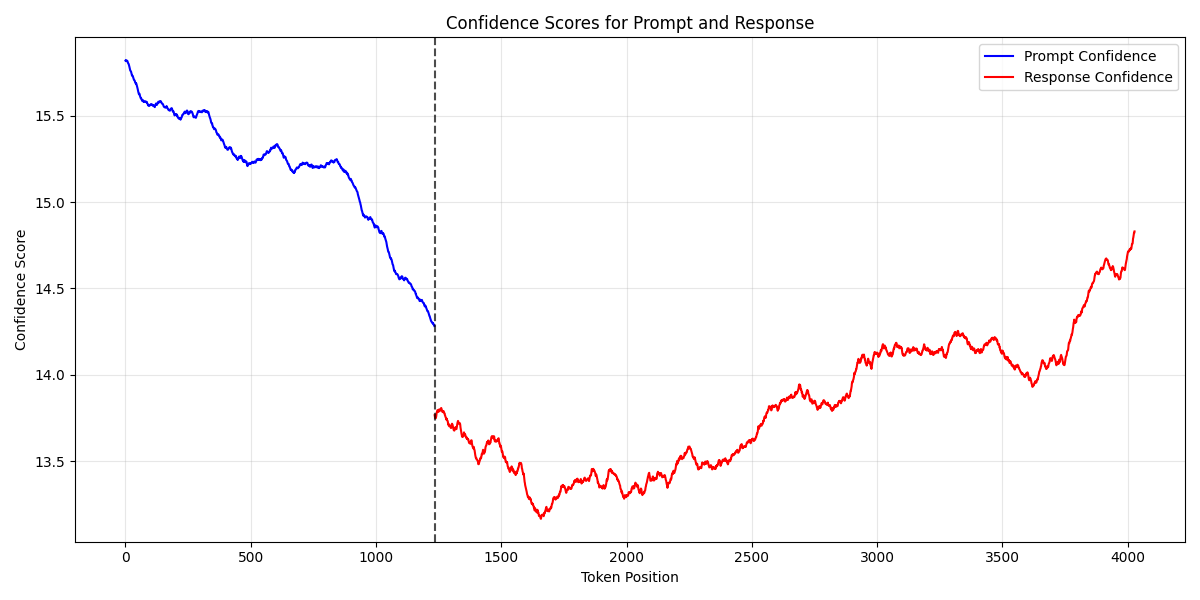 Confidence Scores for Prompt and Response
Prompt Confidence
Response Confidence
Confidence Score
15.5
15.0
14.5
14.0
13.5
0 500 1000 1500 2000 2500 3000 3500 4000
Token Position